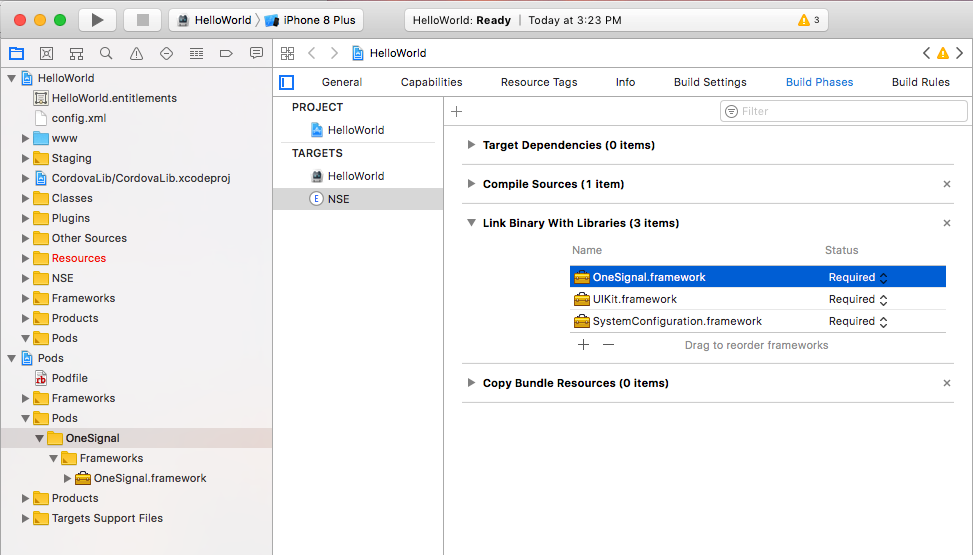 HelloWorld iPhone 8 Plus HelloWorld: Ready Today at 3:23 PM 3
HelloWorld
General Capabilities Resource Tags Info Build Settings Build Phases Build Rules
HelloWorld
HelloWorld.entitlements
config.xml
www
Staging
CordovaLib/CordovaLib.xcodeproj
Classes
Plugins
Other Sources
Resources
NSE
Frameworks
Products
Pods
Pods
Podfile
Frameworks
Pods
OneSignal
Frameworks
OneSignal.framework
Products
Targets Support Files
PROJECT
HelloWorld
TARGETS
HelloWorld
E NSE
Filter
Target Dependencies (0 items)
Compile Sources (1 item)
Link Binary With Libraries (3 items)
Name Status
OneSignal.framework Required
UIKit.framework Required
SystemConfiguration.framework Required
Drag to reorder frameworks
Copy Bundle Resources (0 items)